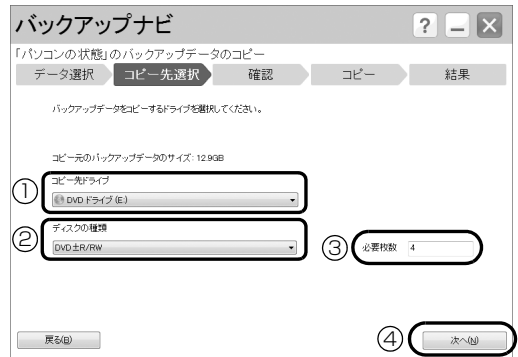 バックアップナビ
?
「パソコンの状態」のバックアップデータのコピー
データ選択 コピー先選択 確認 コピー 結果
バックアップデータをコピーするドライブを選択してください。
コピー元のバックアップデータのサイズ: 12.9GB
① コピー先ドライブ
DVD ドライブ (E:)
② ディスクの種類
DVD±R/RW
③ 必要枚数 4
戻る(B)
④ 次へ(N)